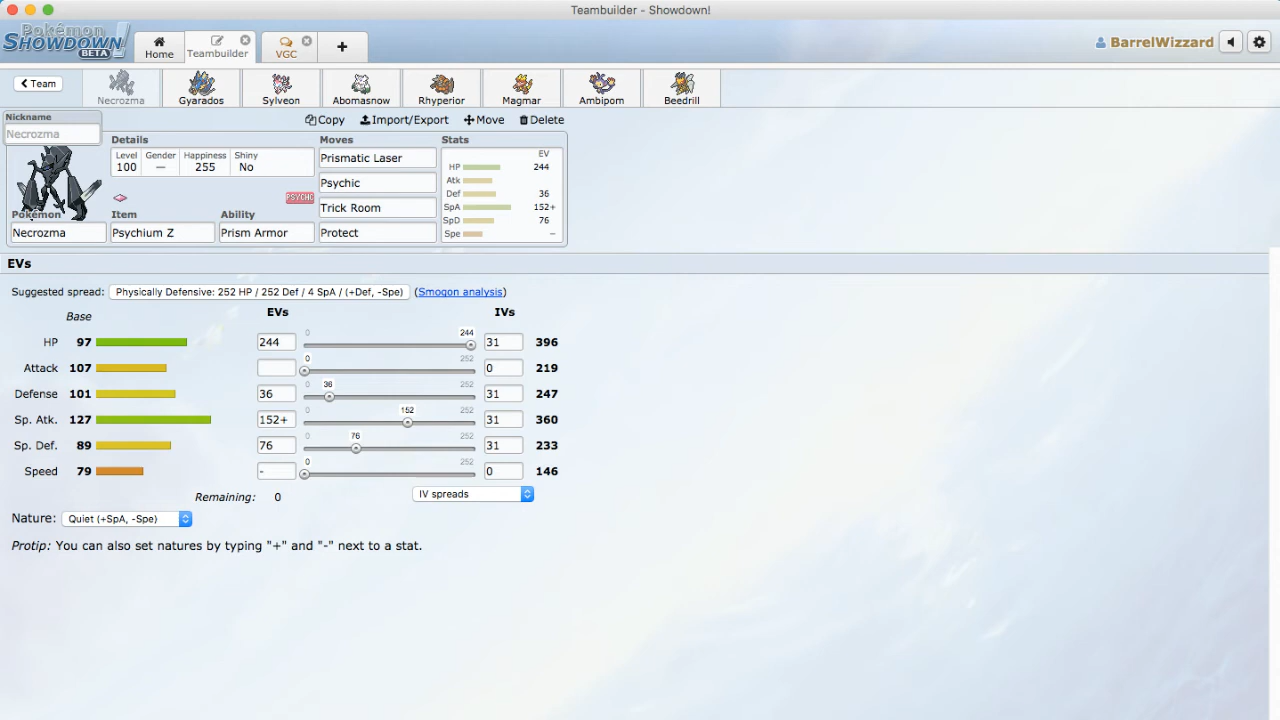 Teambuilder - Showdown!
Pokémon
SHOWDOWN!
BETA
Home
Teambuilder
VGC
BarrelWizzard
Team
Necrozma
Gyarados
Sylveon
Abomasnow
Rhyperior
Magmar
Ambipom
Beedrill
Nickname
Necrozma
Copy
Import/Export
Move
Delete
Details
Moves
Stats
Level
Gender
Happiness
Shiny
100
—
255
No
Prismatic Laser
Psychic
Trick Room
Protect
EV
HP 244
Atk
Def 36
SpA 152+
SpD 76
Spe –
PSYCHC
Pokémon
Item
Ability
Necrozma
Psychium Z
Prism Armor
EVs
Suggested spread: Physically Defensive: 252 HP / 252 Def / 4 SpA / (+Def, -Spe) (Smogon analysis)
Base EVs IVs
HP 97 244 0 244 31 396
Attack 107 0 252 0 219
Defense 101 36 0 36 252 31 247
Sp. Atk. 127 152+ 0 152 252 31 360
Sp. Def. 89 76 0 76 252 31 233
Speed 79 - 0 252 0 146
Remaining: 0
IV spreads
Nature: Quiet (+SpA, -Spe)
Protip: You can also set natures by typing "+" and "-" next to a stat.